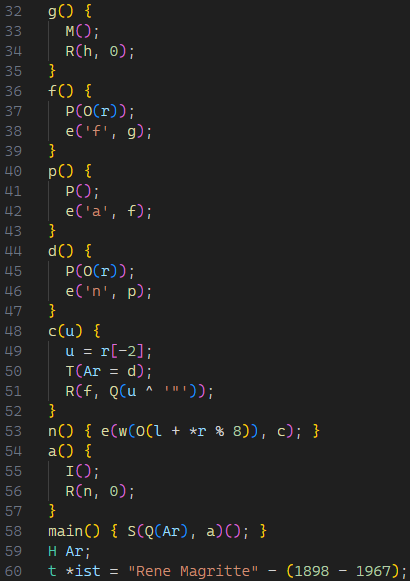 32 g() {
33 M();
34 R(h, 0);
35 }
36 f() {
37 P(O(r));
38 e('f', g);
39 }
40 p() {
41 P();
42 e('a', f);
43 }
44 d() {
45 P(O(r));
46 e('n', p);
47 }
48 c(u) {
49 u = r[-2];
50 T(Ar = d);
51 R(f, Q(u ^ '"'));
52 }
53 n() { e(w(O(l + *r % 8)), c); }
54 a() {
55 I();
56 R(n, 0);
57 }
58 main() { S(Q(Ar), a)(); }
59 H Ar;
60 t *ist = "Rene Magritte" - (1898 - 1967);